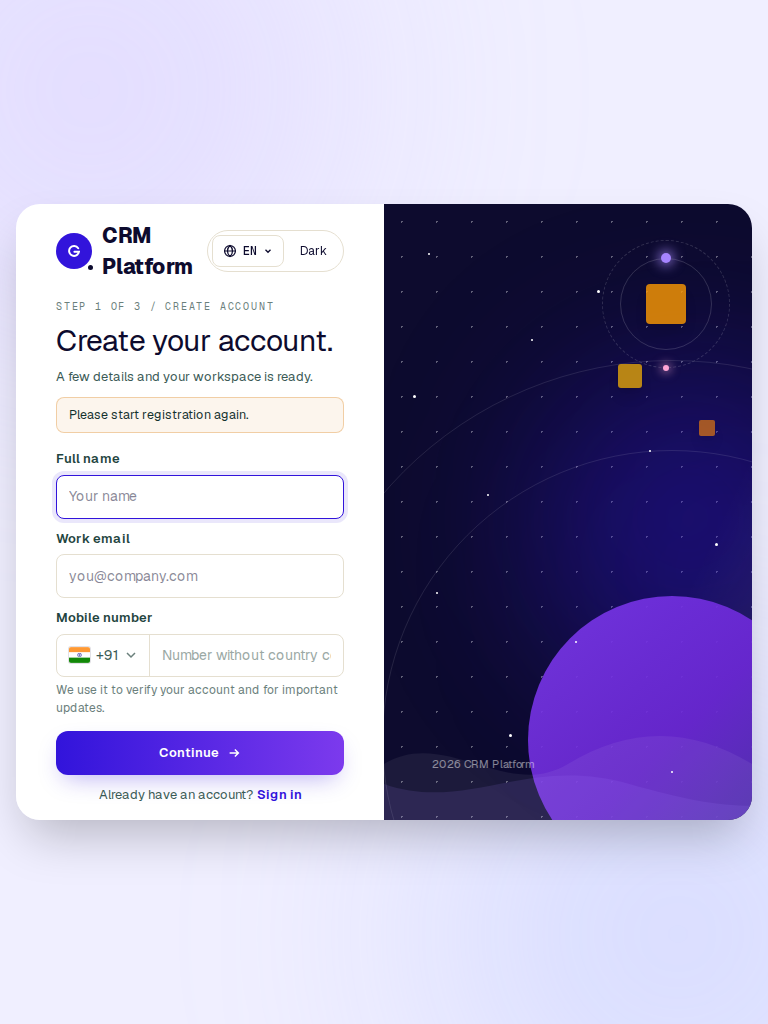 CRM
Platform
EN
Dark
STEP 1 OF 3 / CREATE ACCOUNT
Create your account.
A few details and your workspace is ready.
Please start registration again.
Full name
Your name
Work email
you@company.com
Mobile number
+91
Number without country c
We use it to verify your account and for important
updates.
Continue →
Already have an account? Sign in
2026 CRM Platform